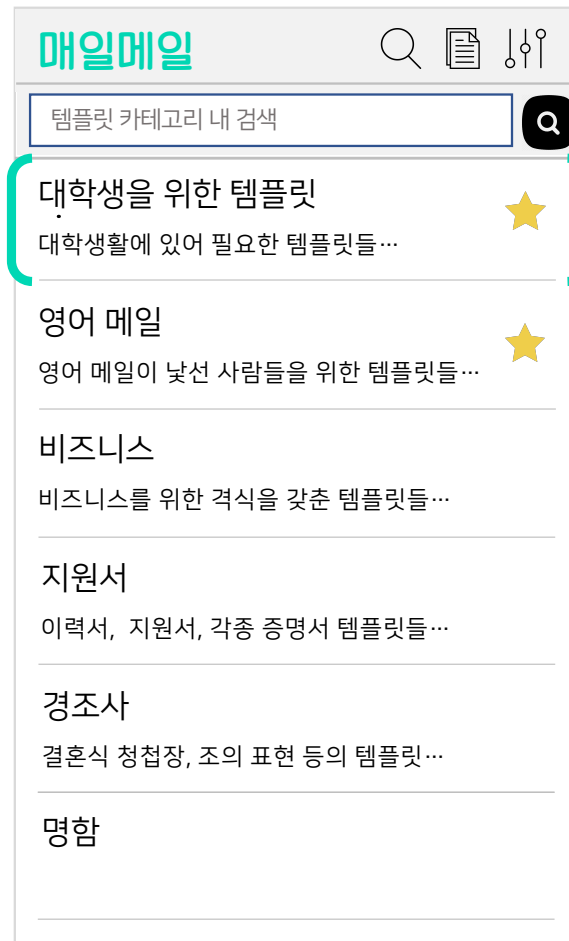 매일메일
템플릿 카테고리 내 검색
대학생을 위한 템플릿
대학생활에 있어 필요한 템플릿들…
영어 메일
영어 메일이 낯선 사람들을 위한 템플릿들…
비즈니스
비즈니스를 위한 격식을 갖춘 템플릿들…
지원서
이력서, 지원서, 각종 증명서 템플릿들…
경조사
결혼식 청첩장, 조의 표현 등의 템플릿…
명함